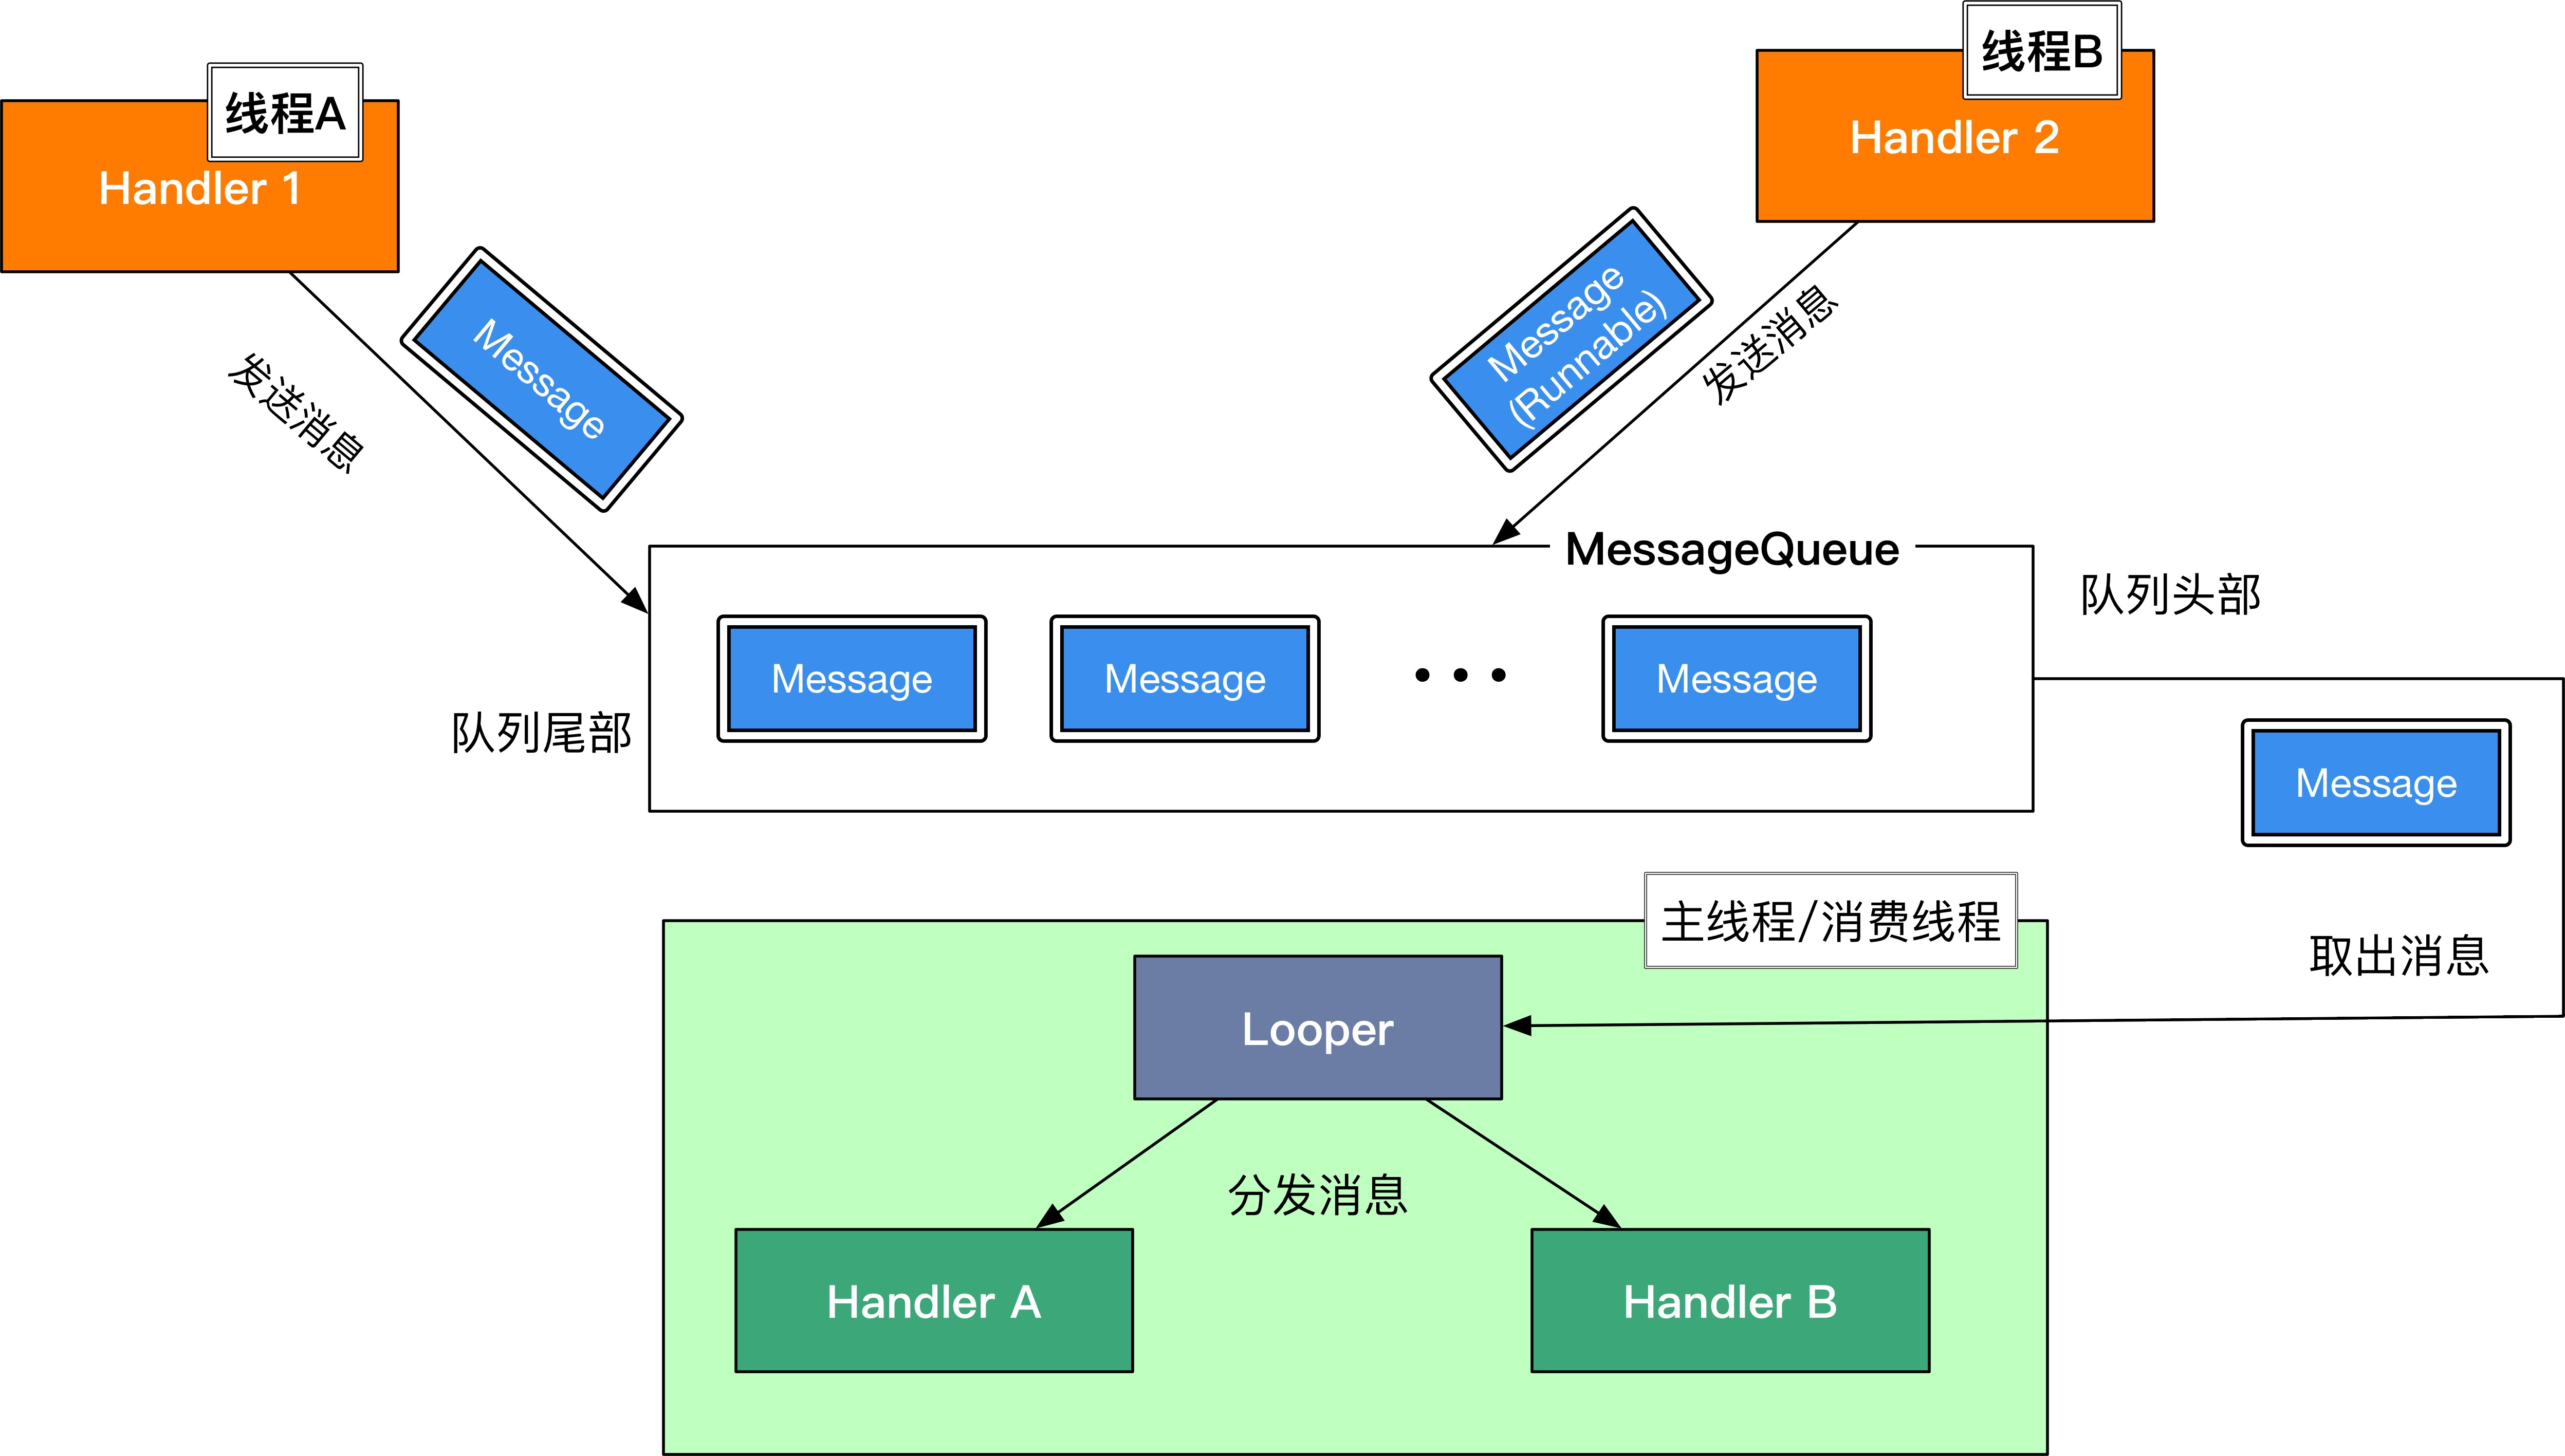 线程A
Handler 1
线程B
Handler 2
发送消息
Message
Message
(Runnable)
发送消息
MessageQueue
队列头部
Message
Message
Message
队列尾部
Message
主线程/消费线程
取出消息
Looper
分发消息
Handler A
Handler B